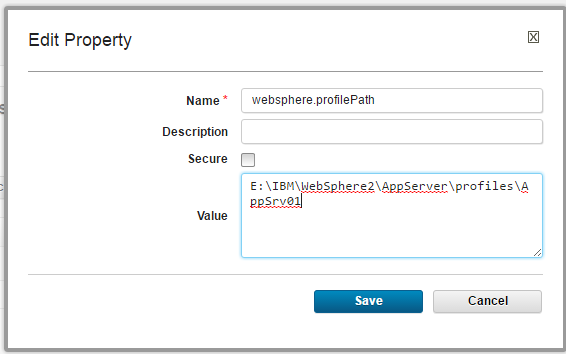 Edit Property
Name *
websphere.profilePath
Description
Secure
Value
E:\IBM\WebSphere2\AppServer\profiles\A
ppSrv01
Save
Cancel